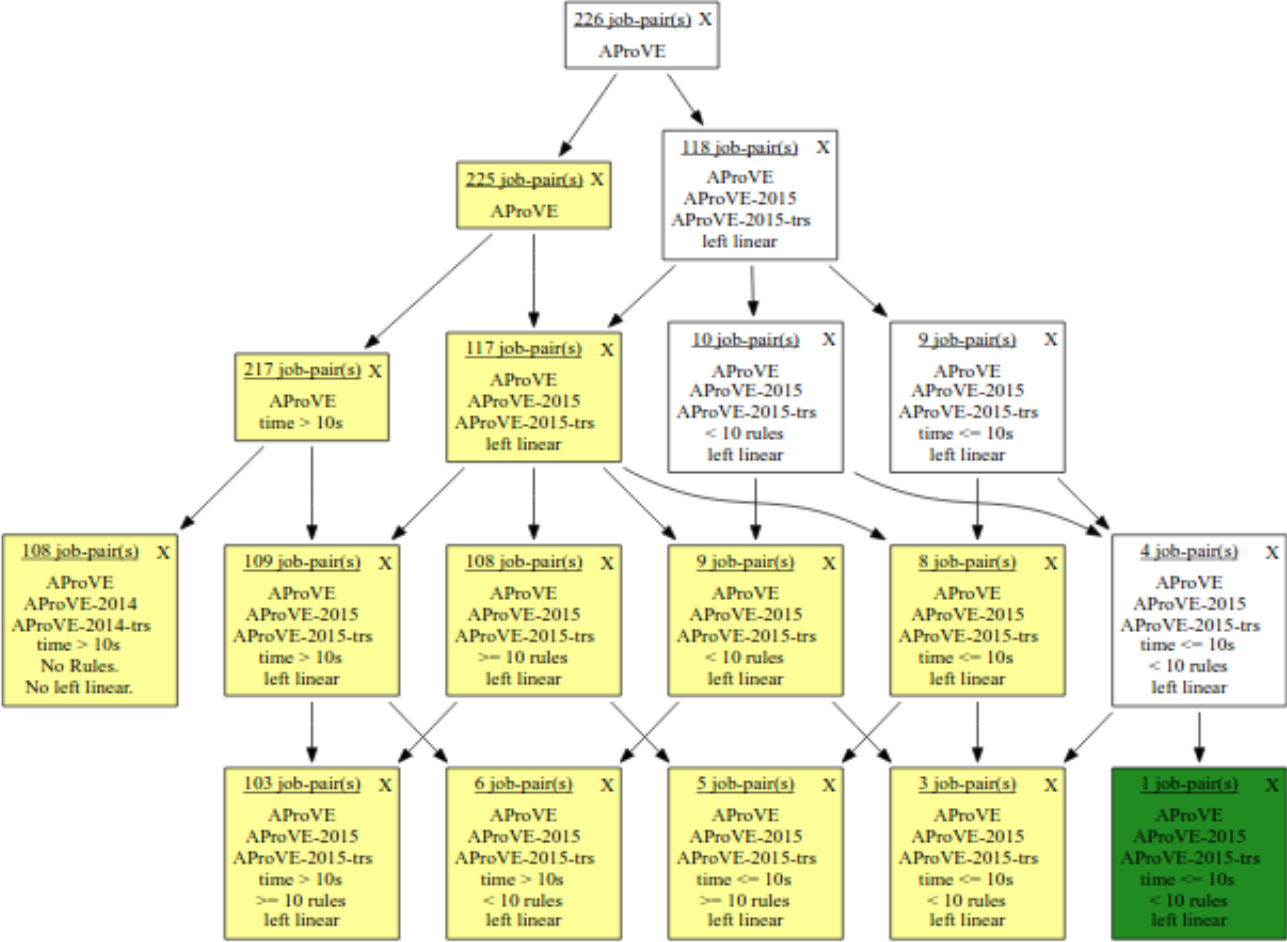 226 job-pair(s) X
AProVE
118 job-pair(s) X
AProVE
AProVE-2015
AProVE-2015-trs
left linear
225 job-pair(s) X
AProVE
10 job-pair(s) X
AProVE
AProVE-2015
AProVE-2015-trs
< 10 rules
left linear
9 job-pair(s) X
AProVE
AProVE-2015
AProVE-2015-trs
time <= 10s
left linear
117 job-pair(s) X
AProVE
AProVE-2015
AProVE-2015-trs
left linear
217 job-pair(s) X
AProVE
time > 10s
108 job-pair(s) X
AProVE
AProVE-2014
AProVE-2014-trs
time > 10s
No Rules.
No left linear.
109 job-pair(s) X
AProVE
AProVE-2015
AProVE-2015-trs
time > 10s
left linear
108 job-pair(s) X
AProVE
AProVE-2015
AProVE-2015-trs
>= 10 rules
left linear
9 job-pair(s) X
AProVE
AProVE-2015
AProVE-2015-trs
< 10 rules
left linear
8 job-pair(s) X
AProVE
AProVE-2015
AProVE-2015-trs
time <= 10s
left linear
4 job-pair(s) X
AProVE
AProVE-2015
AProVE-2015-trs
time <= 10s
< 10 rules
left linear
103 job-pair(s) X
AProVE
AProVE-2015
AProVE-2015-trs
time > 10s
>= 10 rules
left linear
6 job-pair(s) X
AProVE
AProVE-2015
AProVE-2015-trs
time > 10s
< 10 rules
left linear
5 job-pair(s) X
AProVE
AProVE-2015
AProVE-2015-trs
time <= 10s
>= 10 rules
left linear
3 job-pair(s) X
AProVE
AProVE-2015
AProVE-2015-trs
time <= 10s
< 10 rules
left linear
1 job-pair(s) X
AProVE
AProVE-2015
AProVE-2015-trs
time <= 10s
< 10 rules
left linear